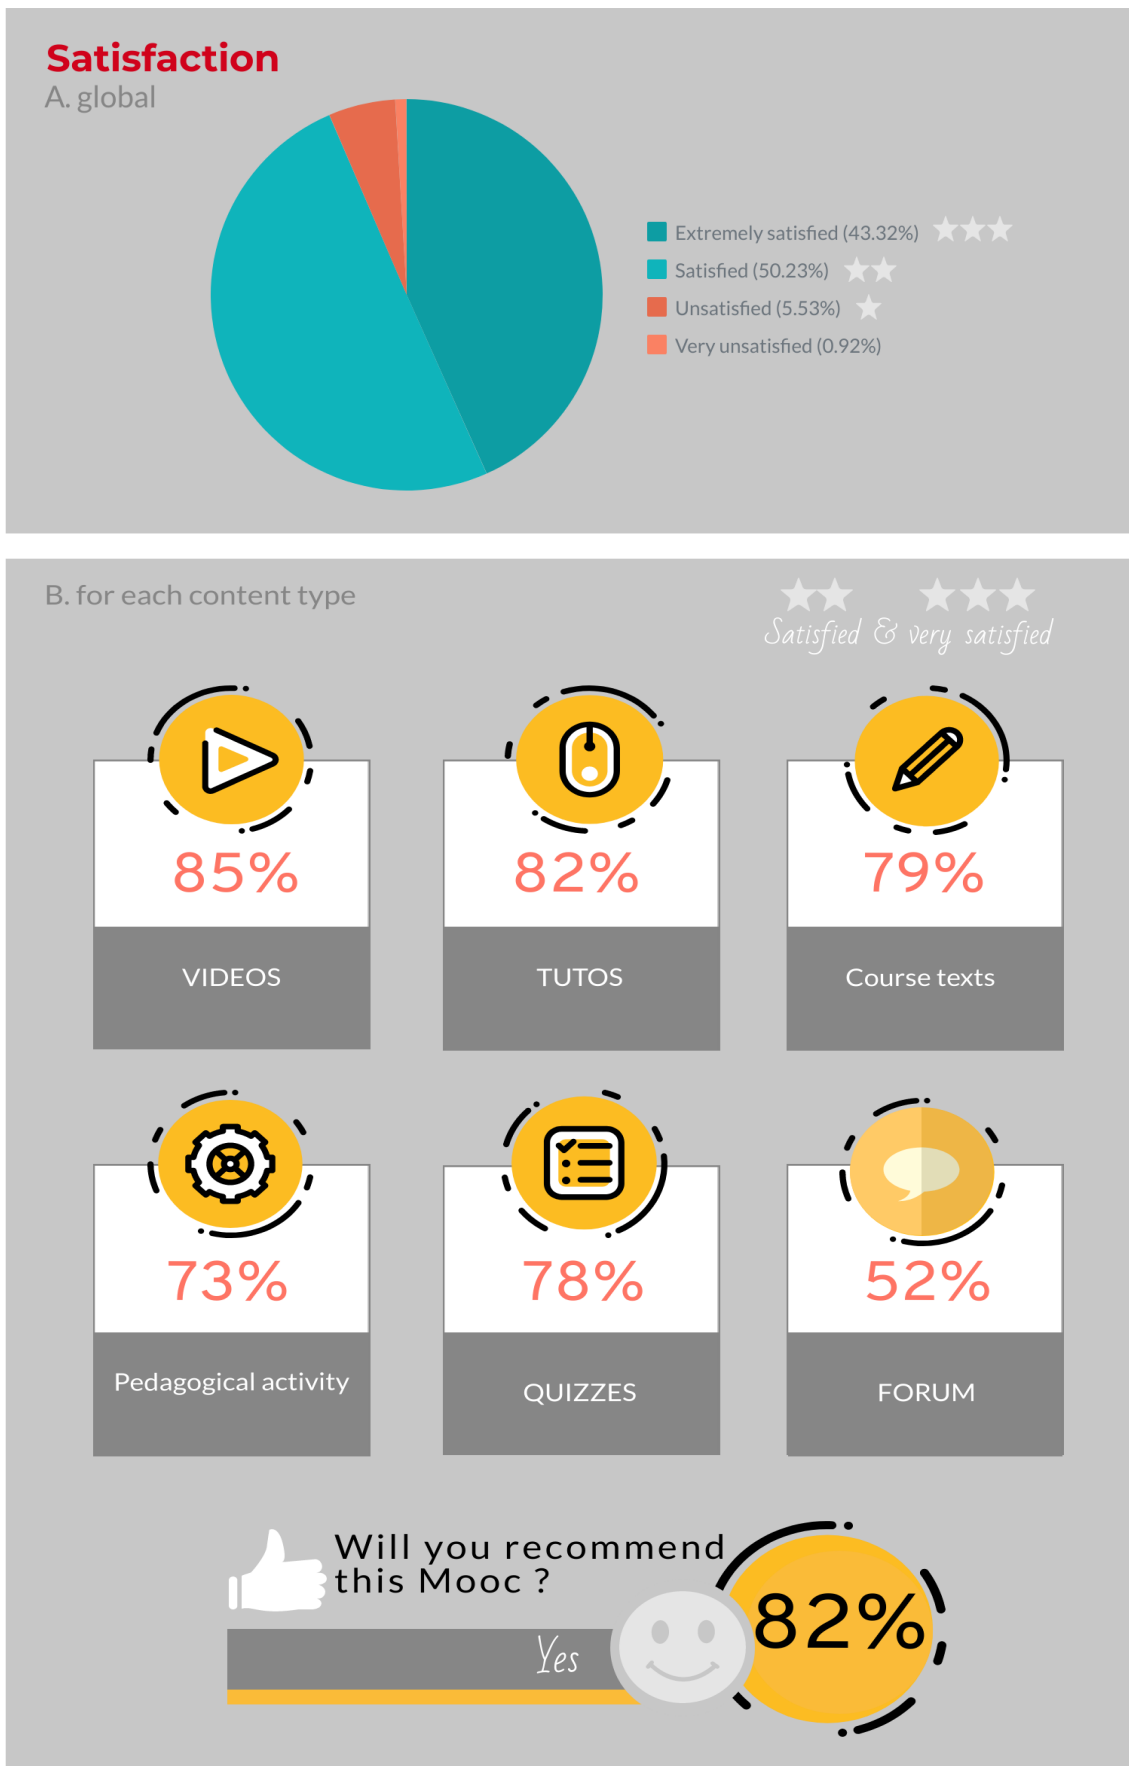 Satisfaction
A. global
Extremely satisfied (43.32%)
Satisfied (50.23%)
Unsatisfied (5.53%)
Very unsatisfied (0.92%)
B. for each content type
Satisfied & very satisfied
85%
82%
79%
VIDEOS
TUTOS
Course texts
73%
78%
52%
Pedagogical activity
QUIZZES
FORUM
Will you recommend
this Mooc ?
82%
Yes